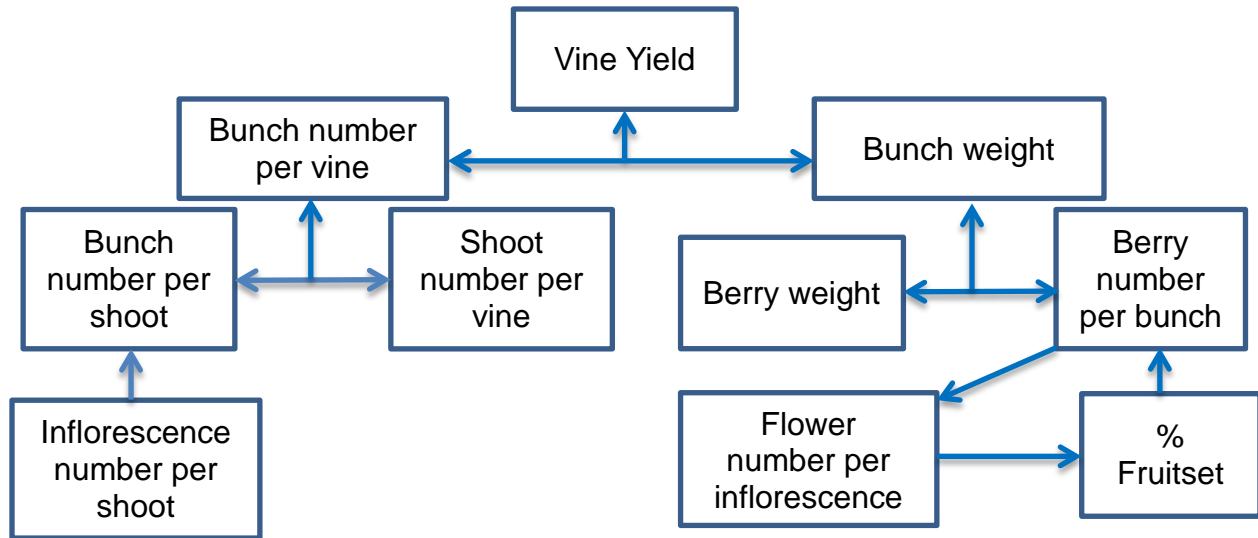 Vine Yield
Bunch number
per vine
Bunch weight
Bunch
number per
shoot
Shoot
number per
vine
Berry weight
Berry
number
per bunch
Inflorescence
number per
shoot
Flower
number per
inflorescence
%
Fruitset